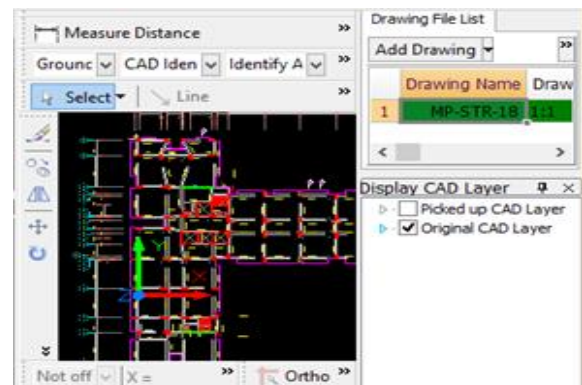 Measure Distance »
Drawing File List
Grounc CAD Iden Identify A »
Add Drawing »
Select Line »
Drawing Name Draw
1 MP-STR-18 1:1
Display CAD Layer
Picked up CAD Layer
Original CAD Layer
Y
X
Z
Not off X = » Ortho »